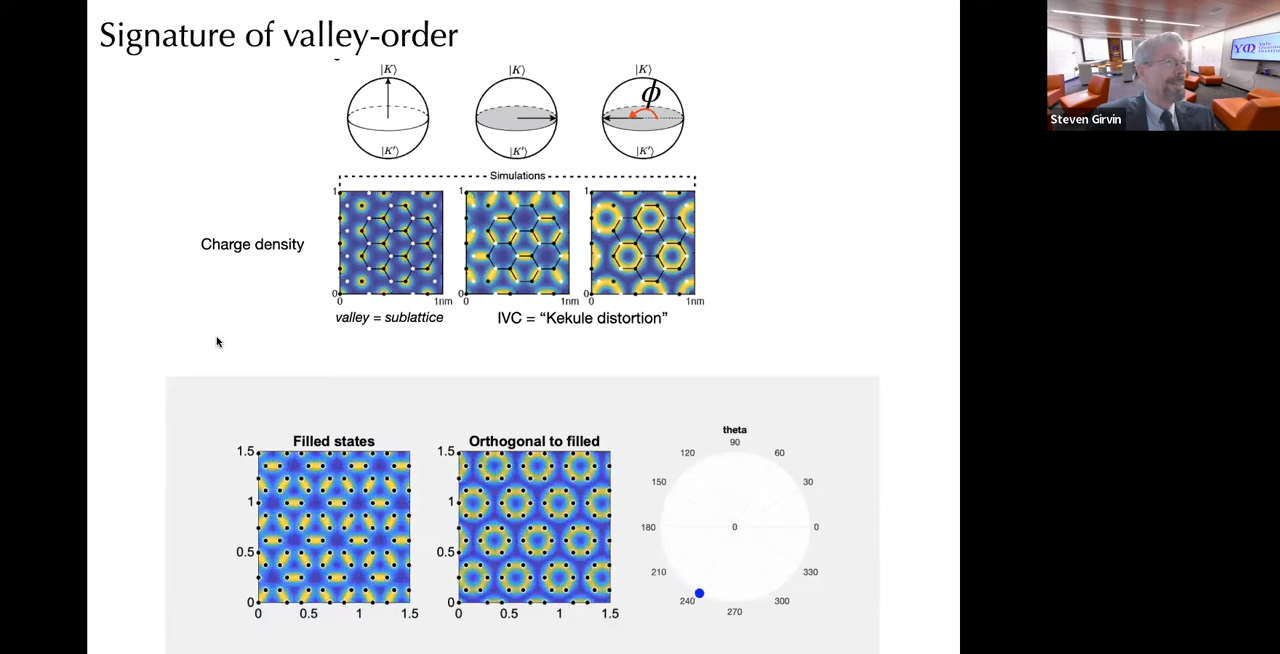 Signature of valley-order
|K⟩ |K⟩ |K⟩
ϕ
|K′⟩ |K′⟩ |K′⟩
Simulations
1 1 1
Charge density
0 0 0
0 1nm 0 1nm 0 1nm
valley = sublattice
IVC = “Kekule distortion”
Filled states
1.5
1
0.5
0
0 0.5 1 1.5
Orthogonal to filled
1.5
1
0.5
0
0 0.5 1 1.5
theta
90
120 60
150 30
180 0 0
210 330
240 300
270
Steven Girvin